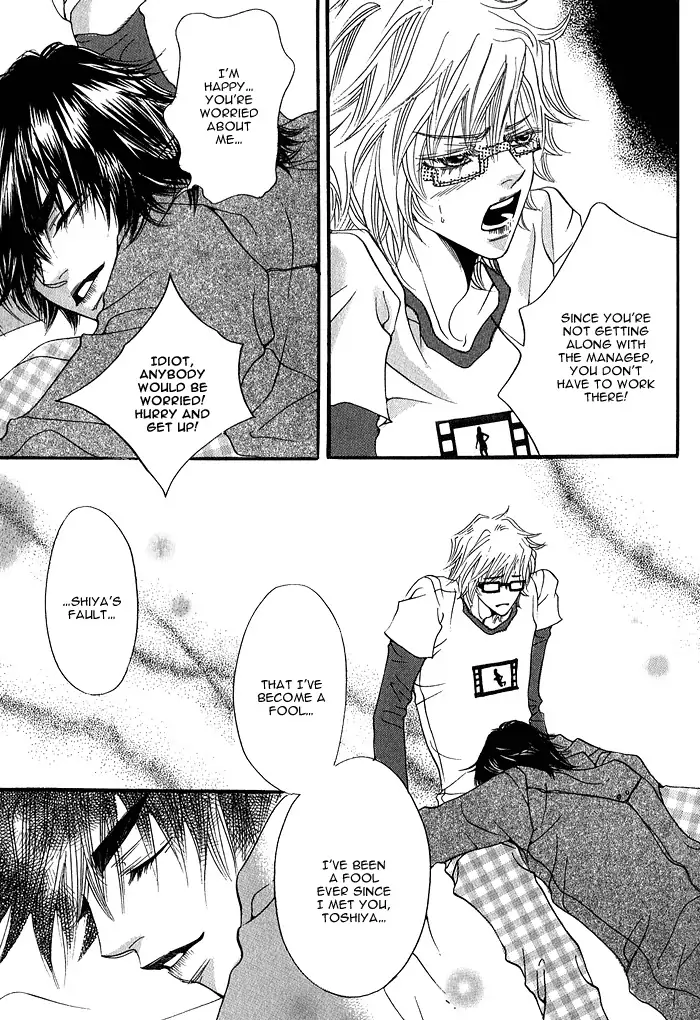 SINCE YOU'RE
NOT GETTING
ALONG WITH
THE MANAGER,
YOU DON'T
HAVE TO WORK
THERE!
I'M
HAPPY...
YOU'RE
WORRIED
ABOUT
ME...
IDIOT,
ANYBODY
WOULD BE
WORRIED!
HURRY AND
GET UP!
THAT I'VE
BECOME A
FOOL...
...SHIYA'S
FAULT...
I'VE BEEN
A FOOL
EVER SINCE
I MET YOU,
TOSHIYA...